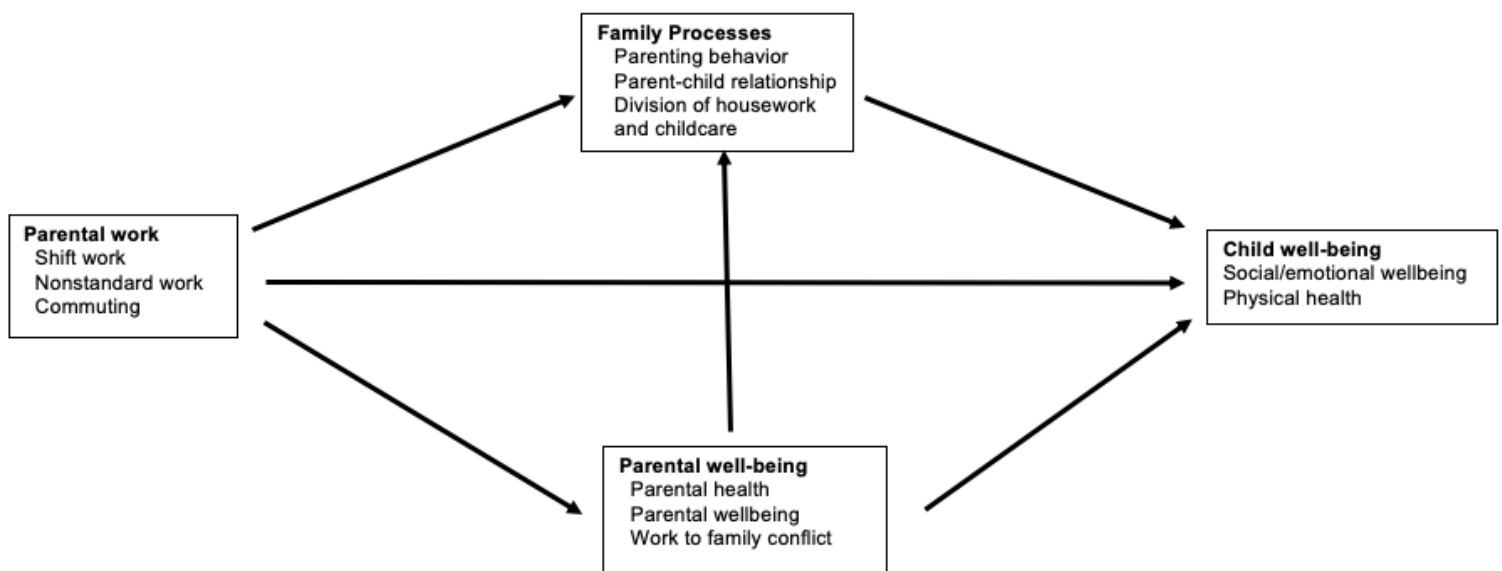 Family Processes
Parenting behavior
Parent-child relationship
Division of housework
and childcare
Parental work
Shift work
Nonstandard work
Commuting
Child well-being
Social/emotional wellbeing
Physical health
Parental well-being
Parental health
Parental wellbeing
Work to family conflict